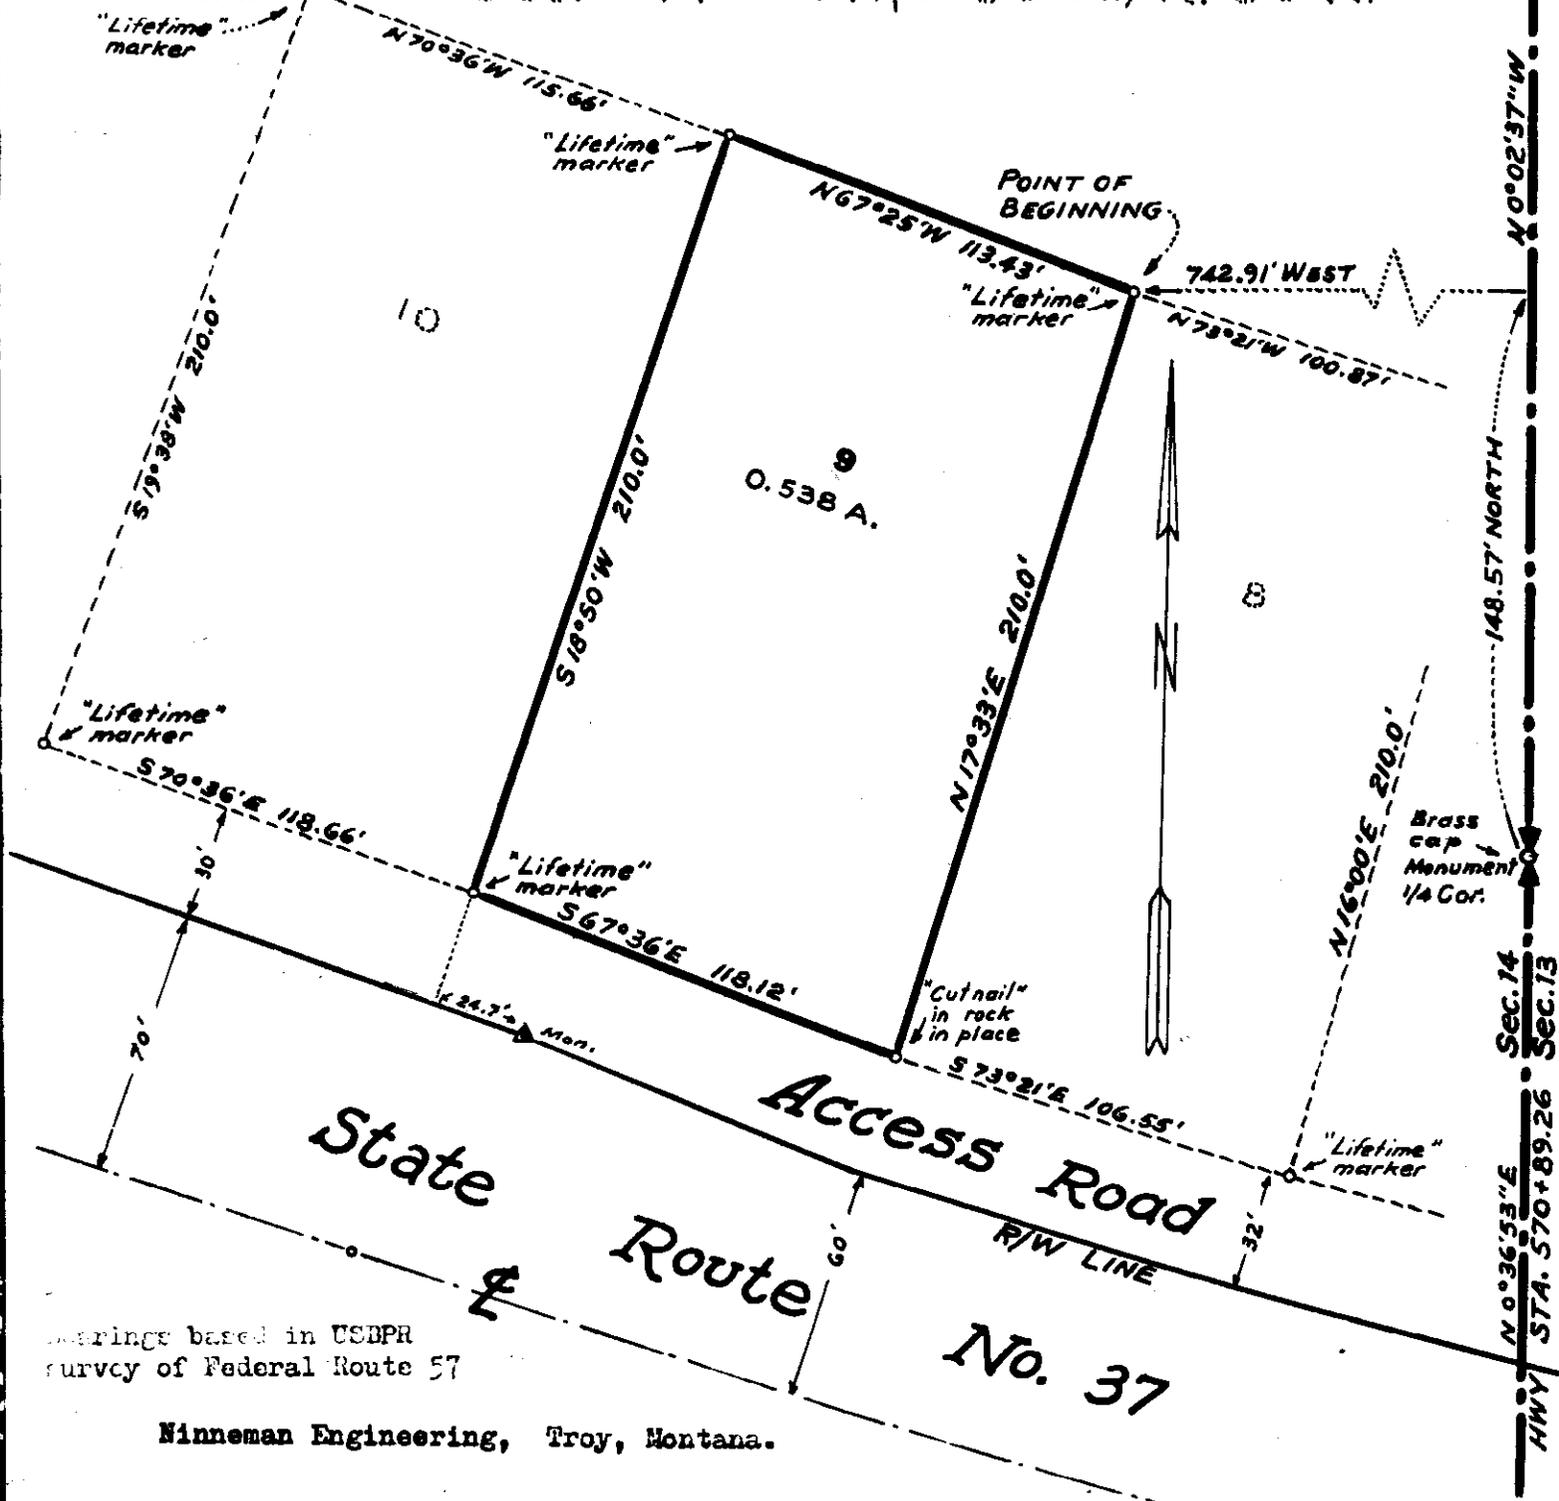 "Lifetime"
marker
N 70°36'W 115.66'
"Lifetime"
marker
N 67°25'W 113.43'
POINT OF
BEGINNING
742.91' WEST
"Lifetime"
marker
N 73°21'W 100.87'
N 0°02'37"W
10
S 19°38'W 210.0'
9
0.538 A.
S 18°50'W 210.0'
N 17°33'E 210.0'
N
8
148.57' NORTH
N 16°00'E 210.0'
Brass
cap
Monument
1/4 Cor.
"Lifetime"
marker
S 70°36'E 118.66'
30'
"Lifetime"
marker
S 67°36'E 118.12'
"Cut nail"
in rock
in place
24.7'
Mon.
70'
S 73°21'E 106.55'
"Lifetime"
marker
Access Road
R/W LINE
32'
60'
State Route No. 37
℄
Sec. 14
Sec. 13
N 0°36'53"E
HWY STA. 570+89.26
based in USBPR
survey of Federal Route 57
Ninneman Engineering, Troy, Montana.